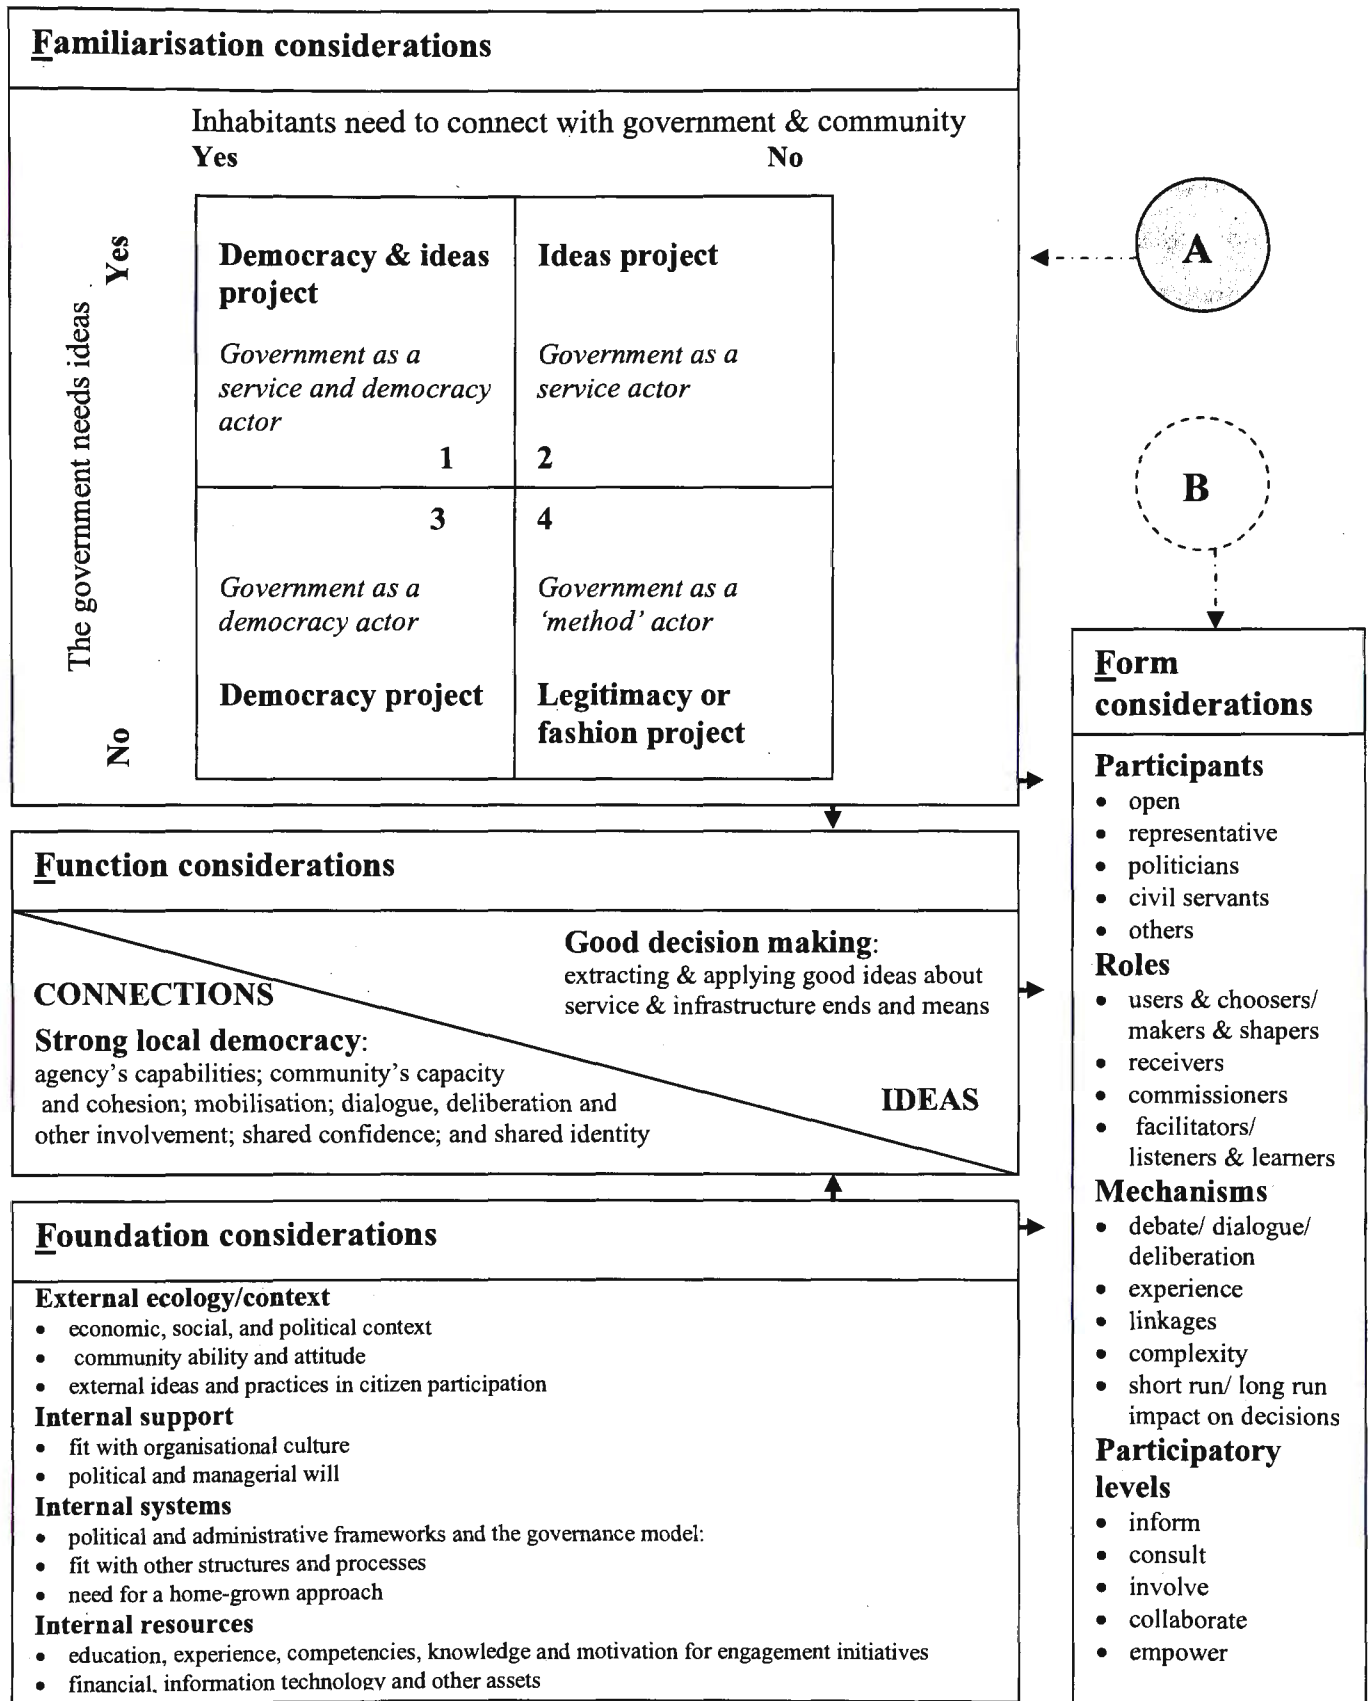 Familiarisation considerations
Inhabitants need to connect with government & community
Yes
No
The government needs ideas
Yes
No
Democracy & ideas
project
Government as a
service and democracy
actor
1
Ideas project
Government as a
service actor
2
3
Government as a
democracy actor
Democracy project
4
Government as a
‘method’ actor
Legitimacy or
fashion project
A
B
Function considerations
CONNECTIONS
Strong local democracy:
agency’s capabilities; community’s capacity
and cohesion; mobilisation; dialogue, deliberation and
other involvement; shared confidence; and shared identity
Good decision making:
extracting & applying good ideas about
service & infrastructure ends and means
IDEAS
Foundation considerations
External ecology/context
• economic, social, and political context
• community ability and attitude
• external ideas and practices in citizen participation
Internal support
• fit with organisational culture
• political and managerial will
Internal systems
• political and administrative frameworks and the governance model:
• fit with other structures and processes
• need for a home-grown approach
Internal resources
• education, experience, competencies, knowledge and motivation for engagement initiatives
• financial, information technology and other assets
Form
considerations
Participants
• open
• representative
• politicians
• civil servants
• others
Roles
• users & choosers/
makers & shapers
• receivers
• commissioners
• facilitators/
listeners & learners
Mechanisms
• debate/ dialogue/
deliberation
• experience
• linkages
• complexity
• short run/ long run
impact on decisions
Participatory
levels
• inform
• consult
• involve
• collaborate
• empower